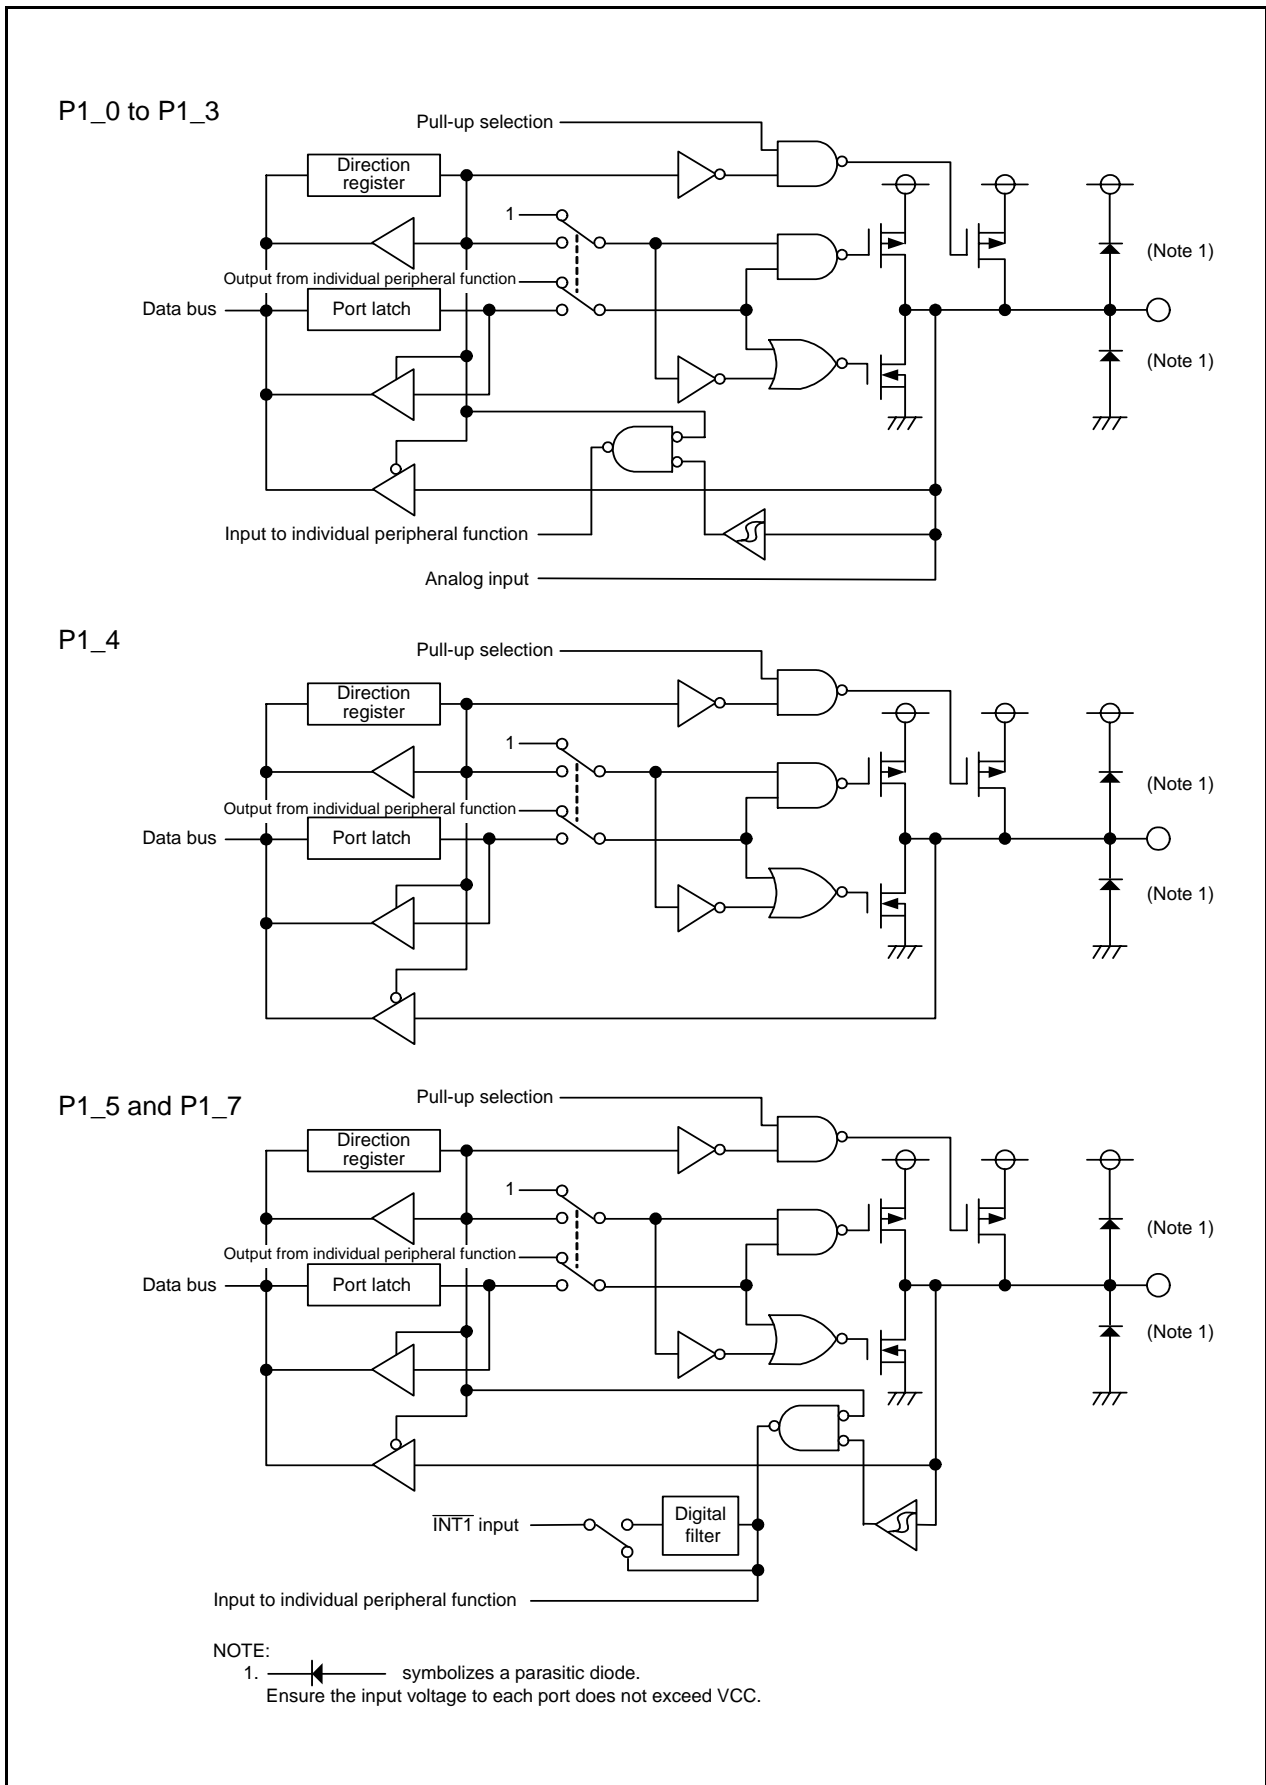 P1_0 to P1_3
Pull-up selection
Direction
register
1
(Note 1)
Output from individual peripheral function
Data bus
Port latch
(Note 1)
Input to individual peripheral function
Analog input
P1_4
Pull-up selection
Direction
register
1
(Note 1)
Output from individual peripheral function
Data bus
Port latch
(Note 1)
P1_5 and P1_7
Pull-up selection
Direction
register
1
(Note 1)
Output from individual peripheral function
Data bus
Port latch
(Note 1)
INT1 input
Digital
filter
Input to individual peripheral function
NOTE:
1. symbolizes a parasitic diode.
Ensure the input voltage to each port does not exceed VCC.